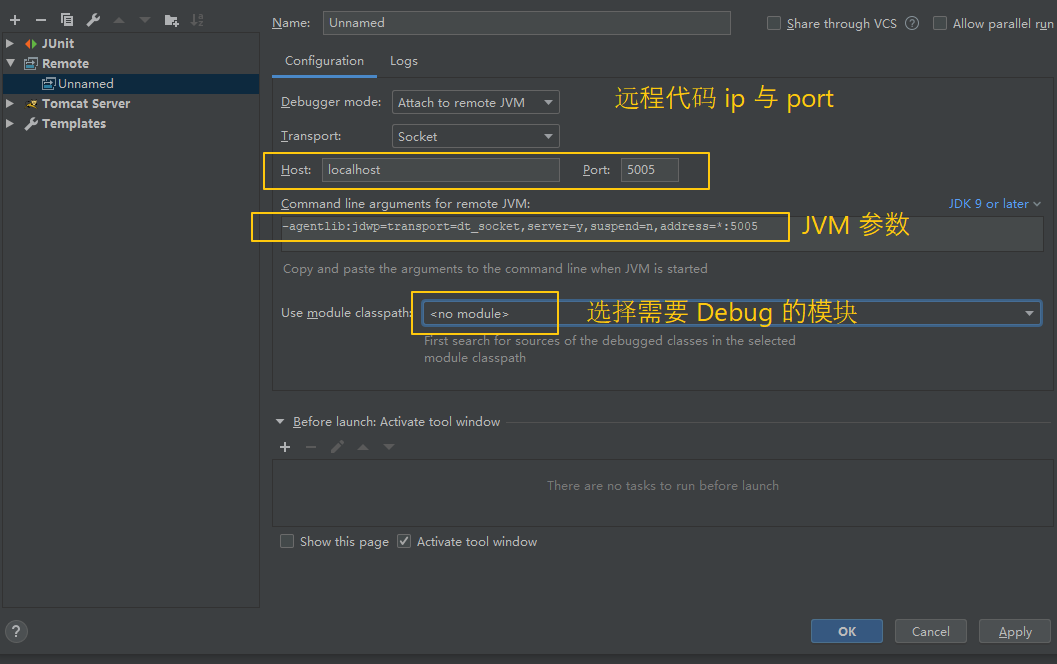 Name: Unnamed Share through VCS ? Allow parallel run
JUnit
Remote
Unnamed
Tomcat Server
Templates
Configuration Logs
Debugger mode: Attach to remote JVM 远程代码 ip 与 port
Transport: Socket
Host: localhost Port: 5005
Command line arguments for remote JVM: JDK 9 or later
-agentlib:jdwp=transport=dt_socket,server=y,suspend=n,address=*:5005 JVM 参数
Copy and paste the arguments to the command line when JVM is started
Use module classpath: <no module> 选择需要 Debug 的模块
First search for sources of the debugged classes in the selected
module classpath
Before launch: Activate tool window
There are no tasks to run before launch
Show this page Activate tool window
? OK Cancel Apply